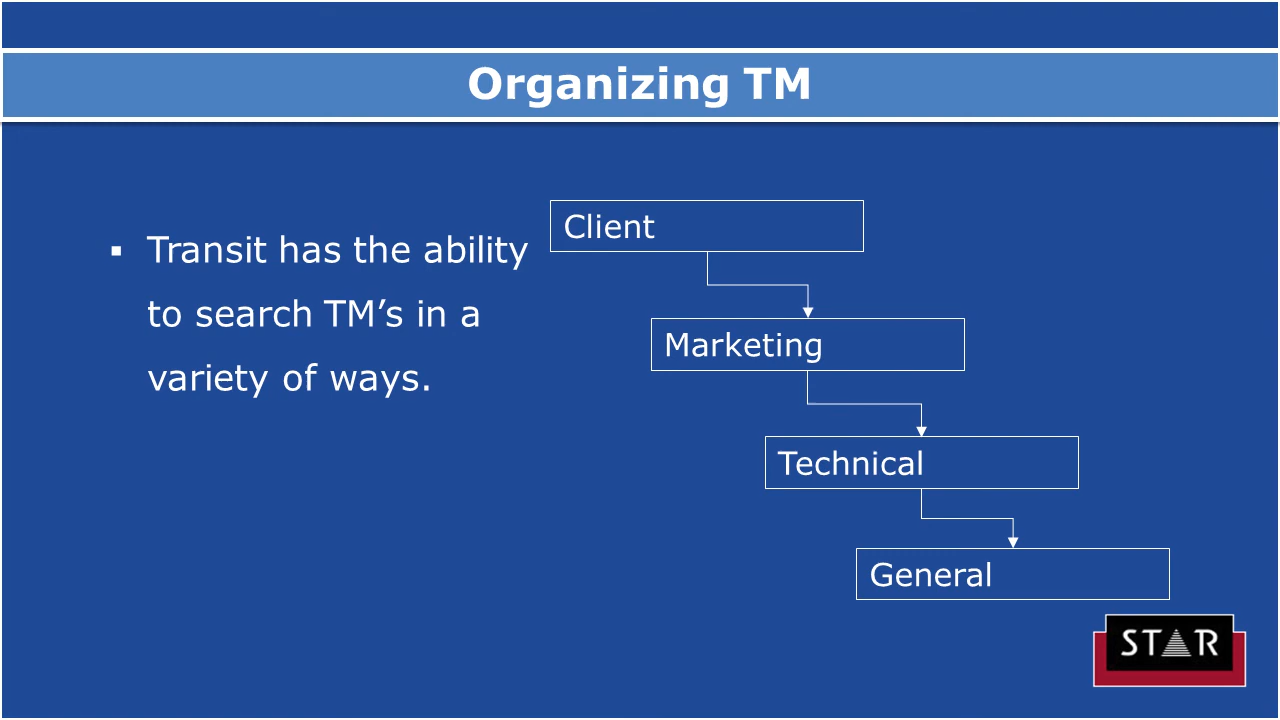 Organizing TM
▪ Transit has the ability
to search TM’s in a
variety of ways.
Client
Marketing
Technical
General
STAR